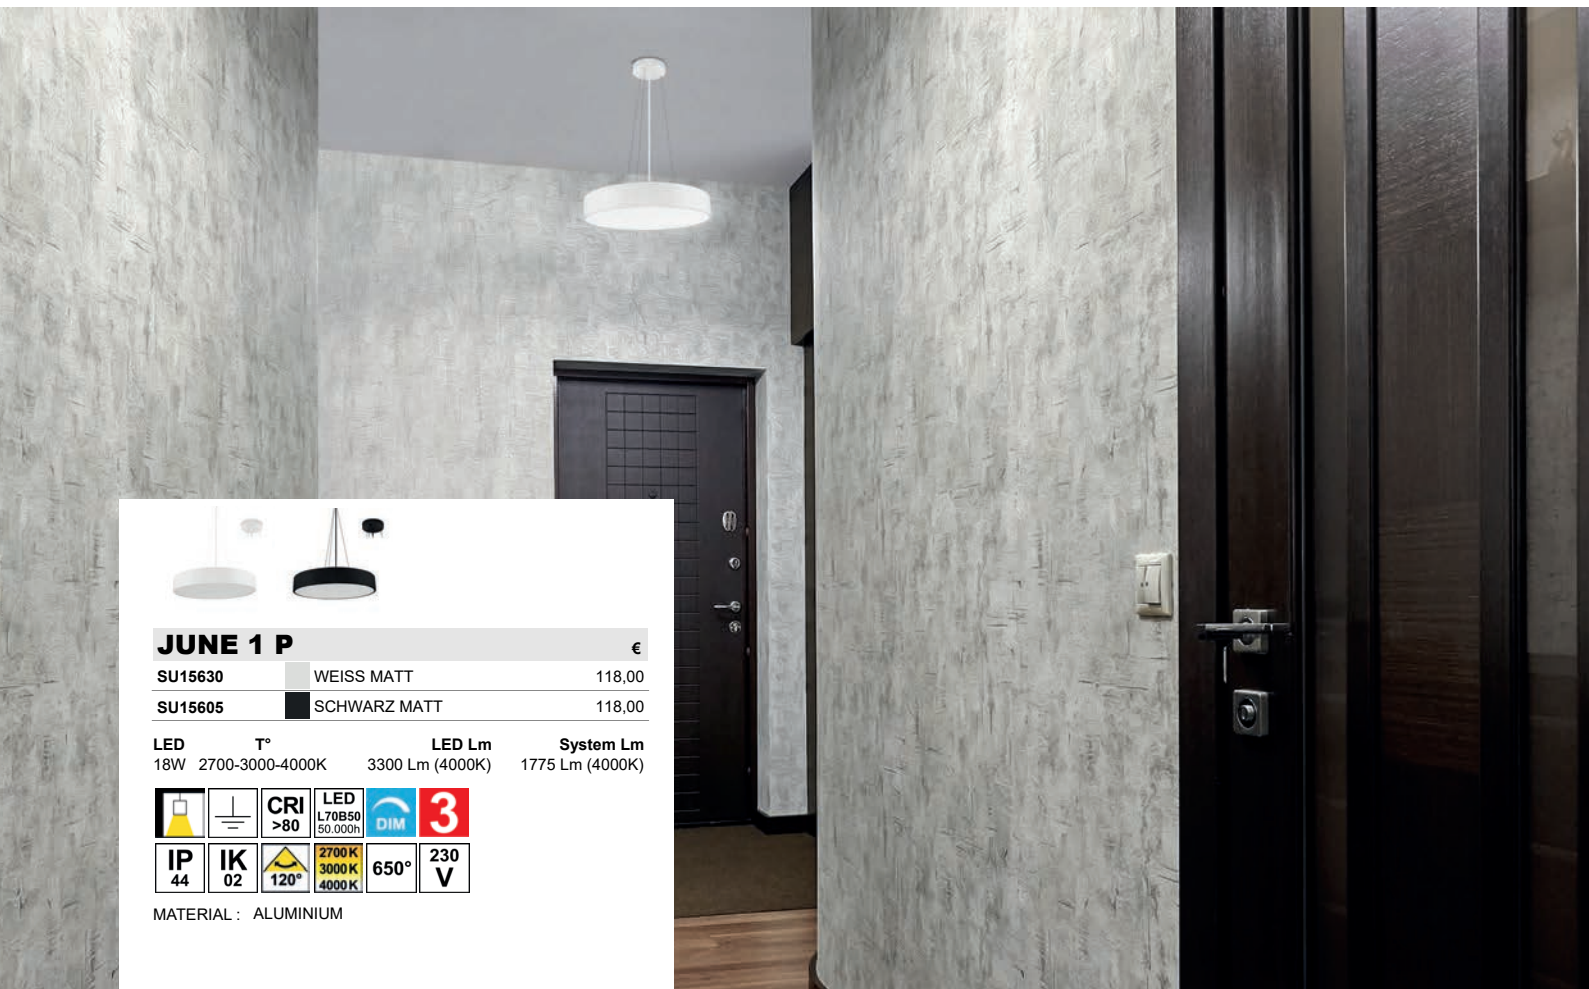 JUNE 1 P €
SU15630 WEISS MATT 118,00
SU15605 SCHWARZ MATT 118,00
LED T° LED Lm System Lm
18W 2700-3000-4000K 3300 Lm (4000K) 1775 Lm (4000K)
CRI
>80
LED
L70B50
50.000h
DIM
3
IP
44
IK
02
120°
2700K
3000K
4000K
650°
230
V
MATERIAL : ALUMINIUM